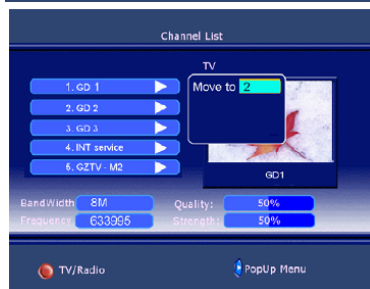 Channel List
TV
1. GD 1
2. GD 2
3. GD 3
4. INT service
6. GZTV - M2
Move to 2
GD1
BandWidth 8M
Quality: 50%
Frequency 633995
Strength: 50%
TV/Radio
PopUp Menu